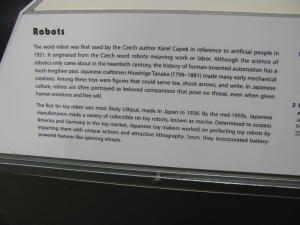 Robots
The word robot was first used by the Czech author Karel Capek in reference to artificial people in
1921. It originated from the Czech word robota meaning work or labor. Although the science of
robotics only came about in the twentieth century, the history of human-invented automation has a
much lengthier past. Japanese craftsmen Hisashige Tanaka (1799–1881) made many early mechanical
creations. Among these toys were figures that could serve tea, shoot arrows, and write. In Japanese
culture, robots are often portrayed as beloved companions that pose no threat, even when given
human emotions and free will.
The first tin toy robot was most likely Lilliput, made in Japan in 1938. By the mid-1950s, Japanese
manufacturers made a variety of collectible tin toy robots, known as mecha. Determined to surpass
America and Germany in the toy market, Japanese toy makers worked on perfecting toy robots by
imparting them with unique actions and attractive lithography. Soon, they incorporated battery-
powered features like spinning wheels.